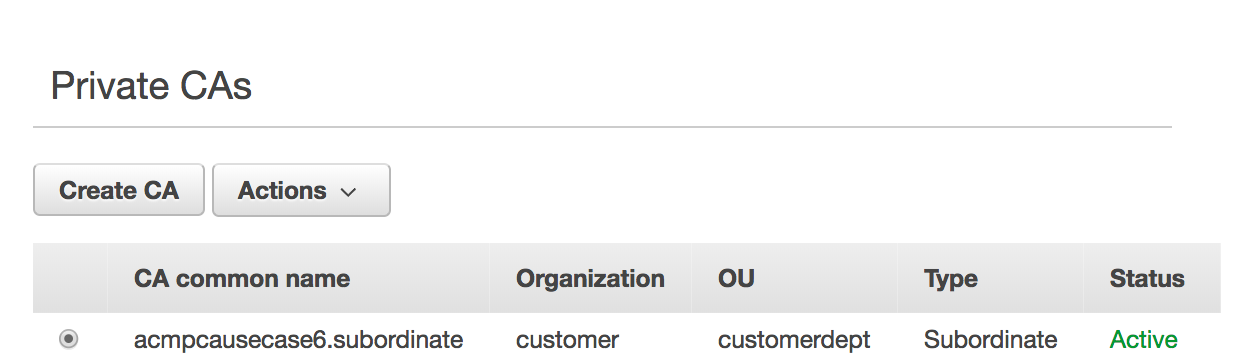 Private CAs
Create CA Actions
CA common name Organization OU Type Status
acmpcausecase6.subordinate customer customerdept Subordinate Active